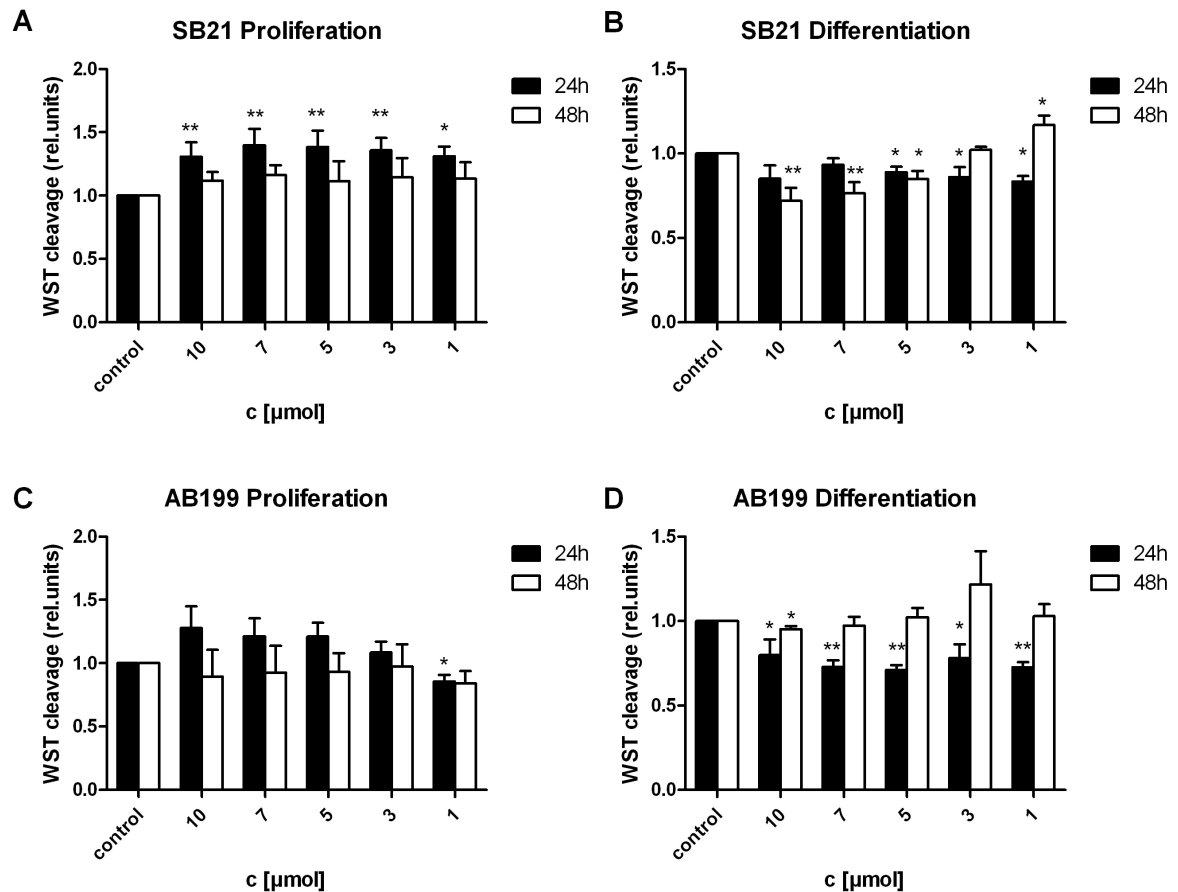 A
SB21 Proliferation
WST cleavage (rel.units)
2.0
1.5
1.0
0.5
0.0
** ** ** ** *
24h
48h
control 10 7 5 3 1
c [µmol]
B
SB21 Differentiation
WST cleavage (rel.units)
1.5
1.0
0.5
0.0
** ** * * * * *
24h
48h
control 10 7 5 3 1
c [µmol]
C
AB199 Proliferation
WST cleavage (rel.units)
2.0
1.5
1.0
0.5
0.0
*
24h
48h
control 10 7 5 3 1
c [µmol]
D
AB199 Differentiation
WST cleavage (rel.units)
1.5
1.0
0.5
0.0
* * ** ** * **
24h
48h
control 10 7 5 3 1
c [µmol]